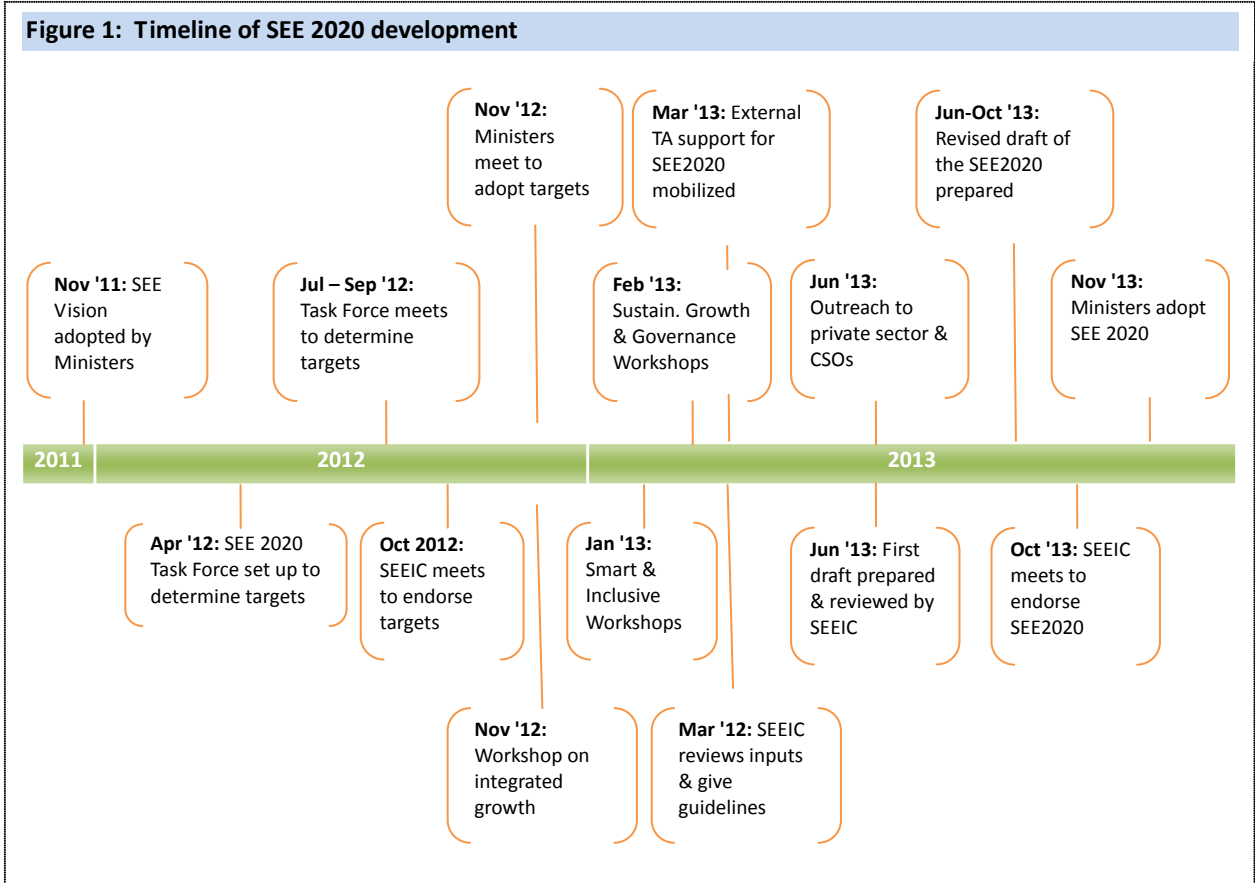 Figure 1:  Timeline of SEE 2020 development
Nov '12:
Ministers
meet to
adopt targets
Mar '13: External
TA support for
SEE2020
mobilized
Jun-Oct '13:
Revised draft of
the SEE2020
prepared
Nov '11: SEE
Vision
adopted by
Ministers
Jul – Sep '12:
Task Force meets
to determine
targets
Feb '13:
Sustain. Growth
& Governance
Workshops
Jun '13:
Outreach to
private sector &
CSOs
Nov '13:
Ministers adopt
SEE 2020
2011
2012
2013
Apr '12: SEE 2020
Task Force set up to
determine targets
Oct 2012:
SEEIC meets
to endorse
targets
Jan '13:
Smart &
Inclusive
Workshops
Jun '13: First
draft prepared
& reviewed by
SEEIC
Oct '13: SEEIC
meets to
endorse
SEE2020
Nov '12:
Workshop on
integrated
growth
Mar '12: SEEIC
reviews inputs
& give
guidelines